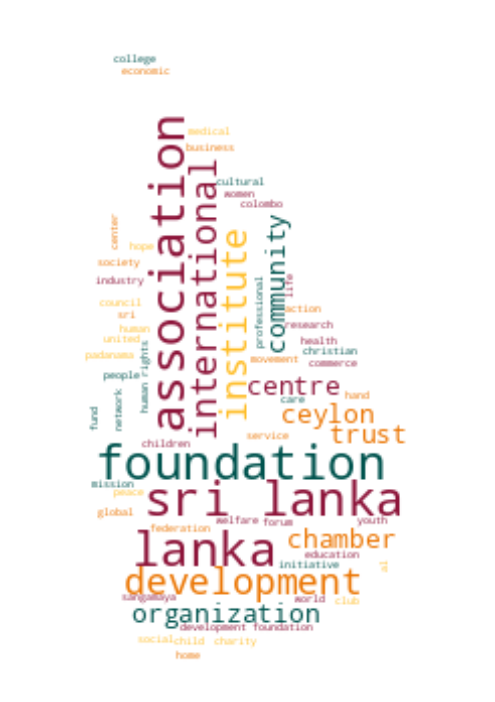 college
economic
medical
business
association
international
cultural
women
colombo
center
hope
institute
community
society
industry
professional
life
council
action
sri
research
human
united
health
christian
padanama
movement
commerce
people
human rights
centre
care
hand
network
fund
ceylon
trust
service
children
foundation
mission
peace
sri lanka
global
welfare
forum
youth
federation
lanka
chamber
education
initiative
al
development
sangamaya
world
club
organization
development foundation
social
child
charity
home